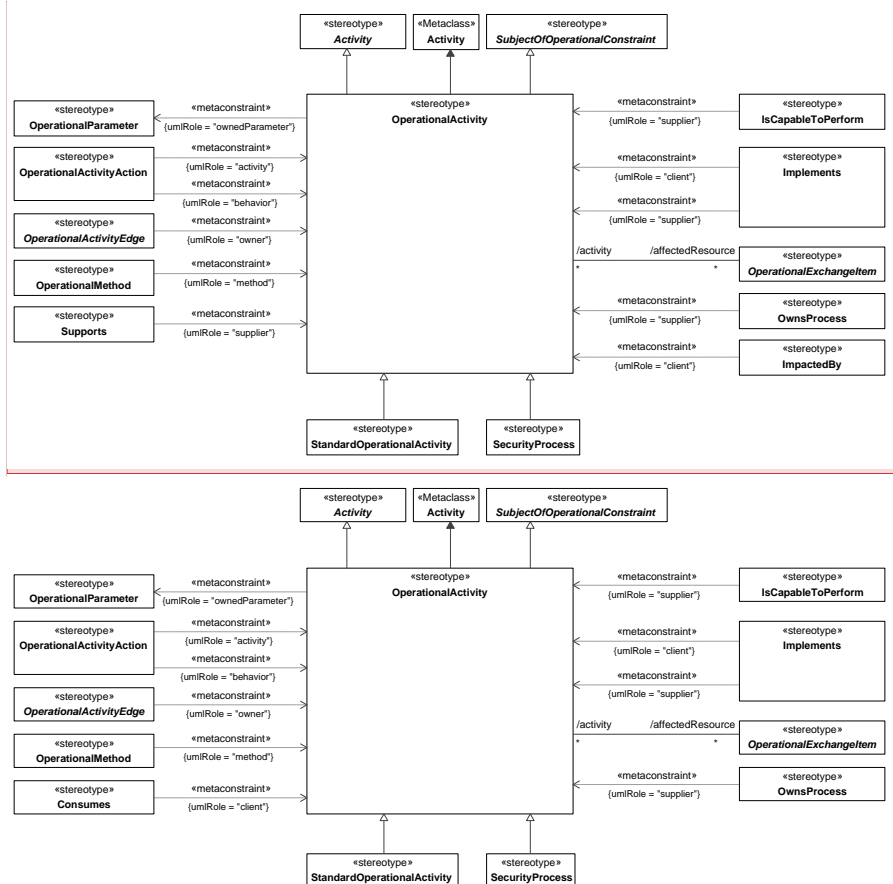 «stereotype»
Activity
«Metaclass»
Activity
«stereotype»
SubjectOfOperationalConstraint
«stereotype»
OperationalActivity
«stereotype»
OperationalParameter
«metaconstraint»
{umlRole = "ownedParameter"}
«stereotype»
OperationalActivityAction
«metaconstraint»
{umlRole = "activity"}
«metaconstraint»
{umlRole = "behavior"}
«stereotype»
OperationalActivityEdge
«metaconstraint»
{umlRole = "owner"}
«stereotype»
OperationalMethod
«metaconstraint»
{umlRole = "method"}
«stereotype»
Supports
«metaconstraint»
{umlRole = "supplier"}
«metaconstraint»
{umlRole = "supplier"}
«stereotype»
IsCapableToPerform
«metaconstraint»
{umlRole = "client"}
«metaconstraint»
{umlRole = "supplier"}
«stereotype»
Implements
/activity /affectedResource
* *
«stereotype»
OperationalExchangeItem
«metaconstraint»
{umlRole = "supplier"}
«stereotype»
OwnsProcess
«metaconstraint»
{umlRole = "client"}
«stereotype»
ImpactedBy
«stereotype»
StandardOperationalActivity
«stereotype»
SecurityProcess
«stereotype»
Activity
«Metaclass»
Activity
«stereotype»
SubjectOfOperationalConstraint
«stereotype»
OperationalActivity
«stereotype»
OperationalParameter
«metaconstraint»
{umlRole = "ownedParameter"}
«stereotype»
OperationalActivityAction
«metaconstraint»
{umlRole = "activity"}
«metaconstraint»
{umlRole = "behavior"}
«stereotype»
OperationalActivityEdge
«metaconstraint»
{umlRole = "owner"}
«stereotype»
OperationalMethod
«metaconstraint»
{umlRole = "method"}
«stereotype»
Consumes
«metaconstraint»
{umlRole = "client"}
«metaconstraint»
{umlRole = "supplier"}
«stereotype»
IsCapableToPerform
«metaconstraint»
{umlRole = "client"}
«metaconstraint»
{umlRole = "supplier"}
«stereotype»
Implements
/activity /affectedResource
* *
«stereotype»
OperationalExchangeItem
«metaconstraint»
{umlRole = "supplier"}
«stereotype»
OwnsProcess
«stereotype»
StandardOperationalActivity
«stereotype»
SecurityProcess